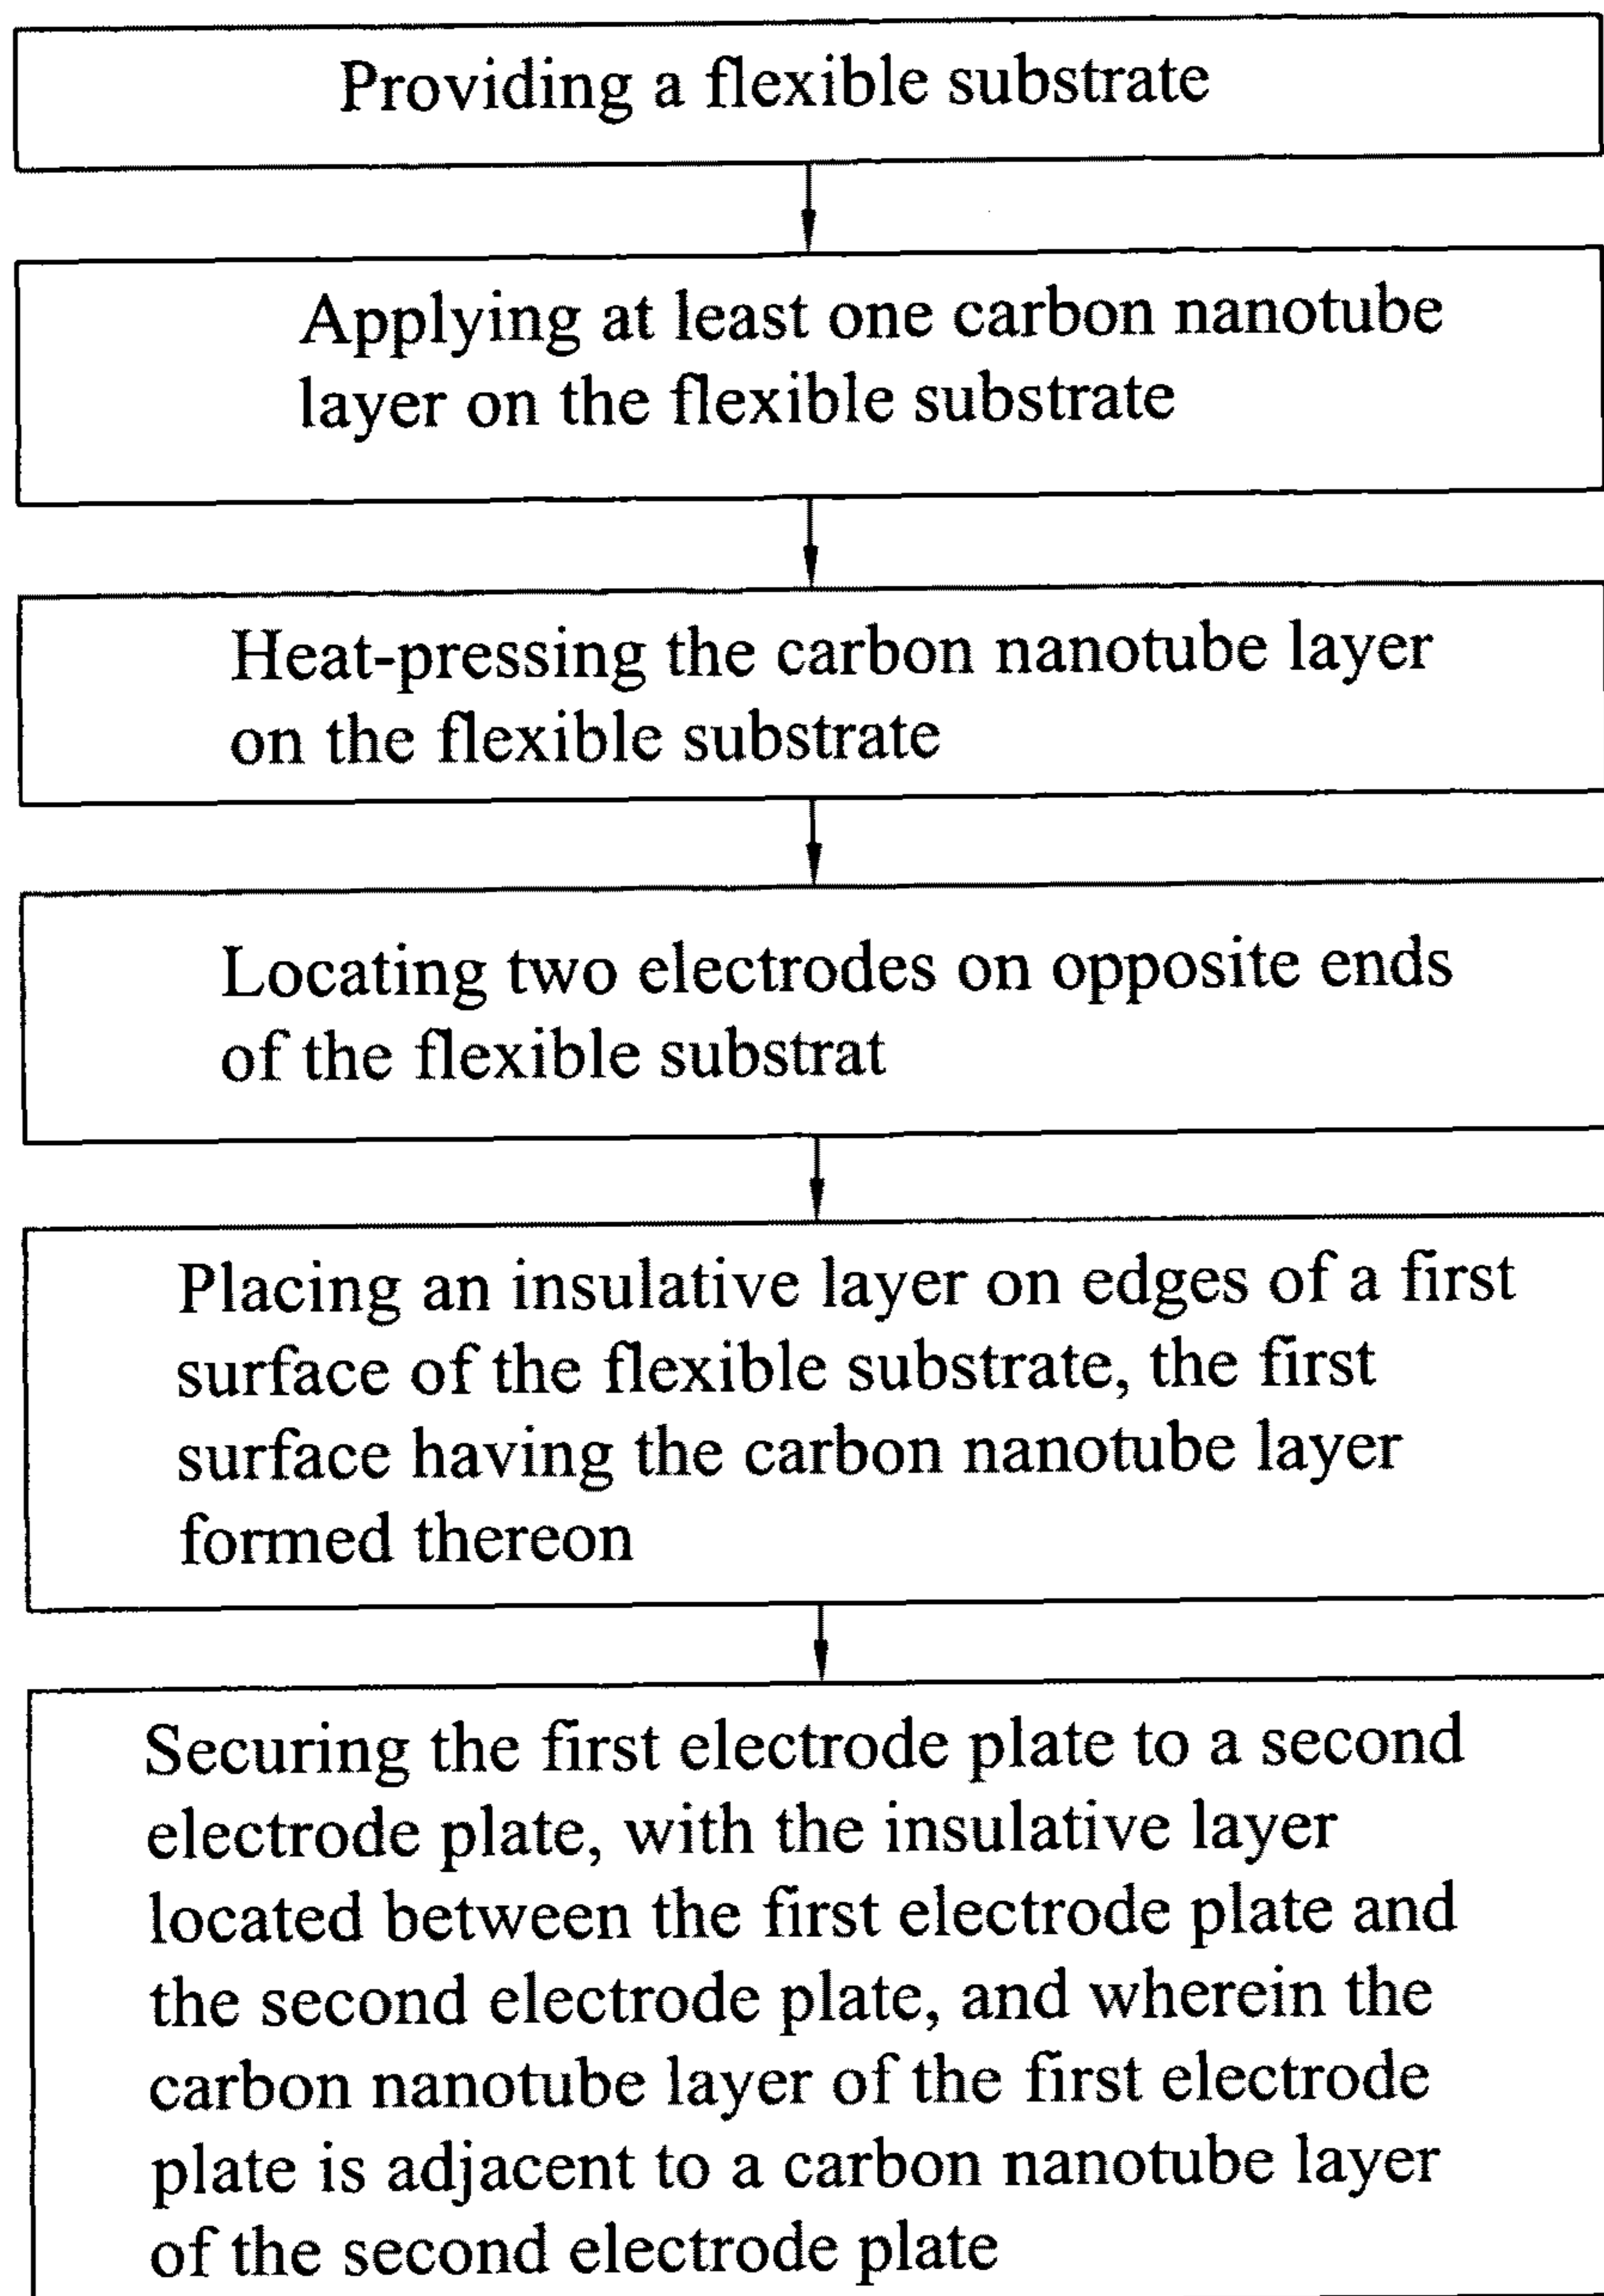 Providing a flexible substrate
Applying at least one carbon nanotube
layer on the flexible substrate
Heat-pressing the carbon nanotube layer
on the flexible substrate
Locating two electrodes on opposite ends
of the flexible substrat
Placing an insulative layer on edges of a first
surface of the flexible substrate, the first
surface having the carbon nanotube layer
formed thereon
Securing the first electrode plate to a second
electrode plate, with the insulative layer
located between the first electrode plate and
the second electrode plate, and wherein the
carbon nanotube layer of the first electrode
plate is adjacent to a carbon nanotube layer
of the second electrode plate